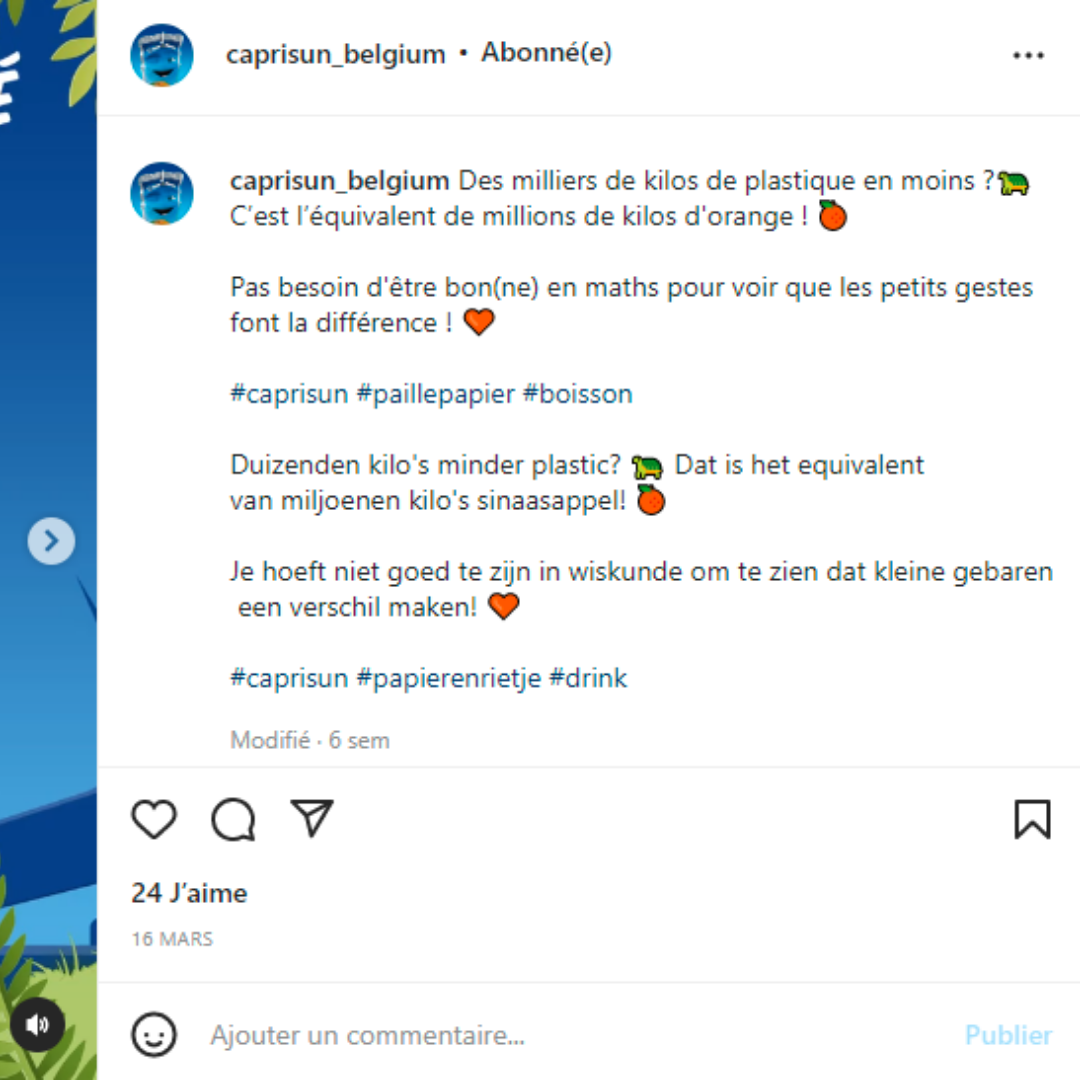 caprisun_belgium • Abonné(e)
caprisun_belgium Des milliers de kilos de plastique en moins ?🐢
C'est l'équivalent de millions de kilos d'orange ! 🍊
Pas besoin d'être bon(ne) en maths pour voir que les petits gestes
font la différence ! 🧡
#caprisun #paillepapier #boisson
Duizenden kilo's minder plastic? 🐢 Dat is het equivalent
van miljoenen kilo's sinaasappel! 🍊
Je hoeft niet goed te zijn in wiskunde om te zien dat kleine gebaren
een verschil maken! 🧡
#caprisun #papierenrietje #drink
Modifié · 6 sem
24 J'aime
16 MARS
Ajouter un commentaire... Publier